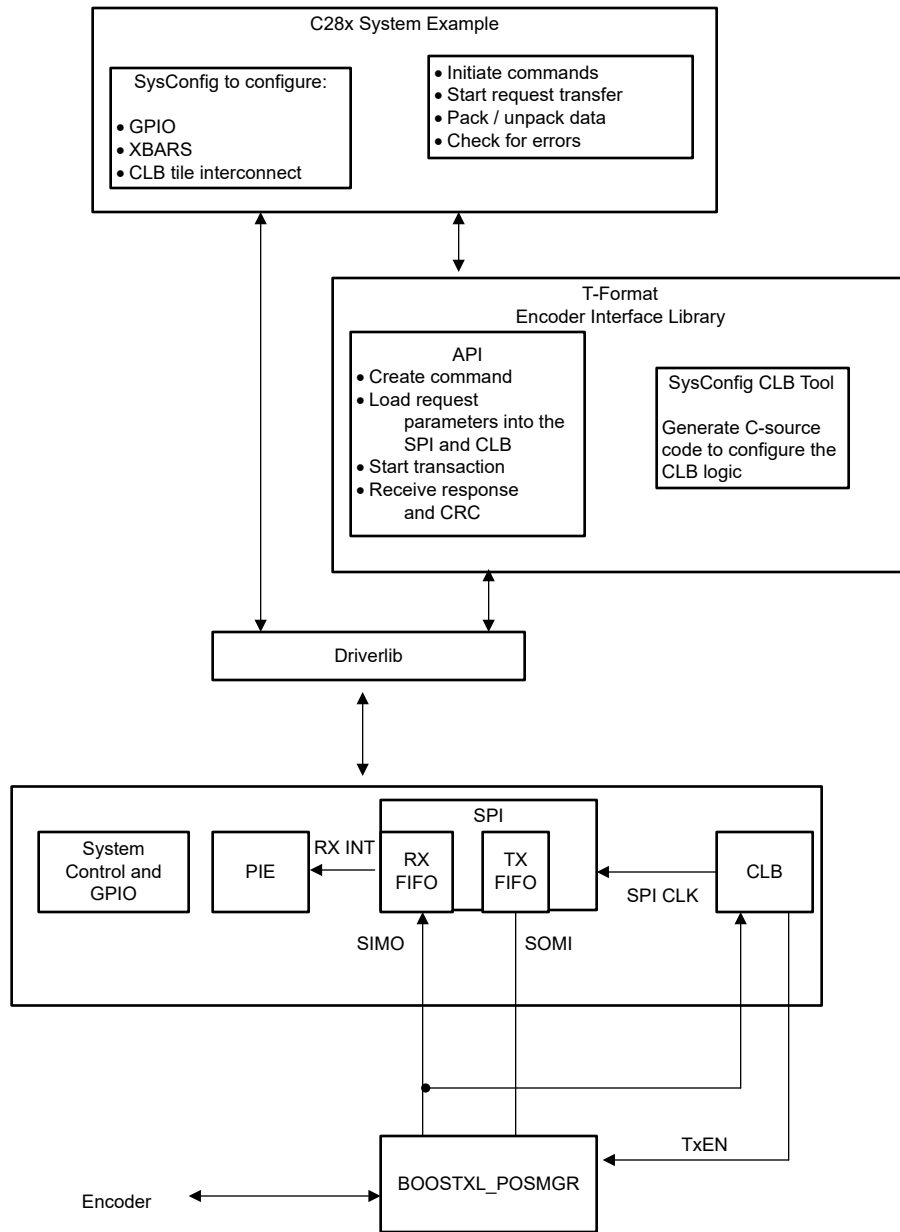 C28x System Example
SysConfig to configure:
• GPIO
• XBARS
• CLB tile interconnect
• Initiate commands
• Start request transfer
• Pack / unpack data
• Check for errors
T-Format
Encoder Interface Library
API
• Create command
• Load request
parameters into the
SPI and CLB
• Start transaction
• Receive response
and CRC
SysConfig CLB Tool
Generate C-source
code to configure the
CLB logic
Driverlib
System
Control and
GPIO
PIE
RX INT
SPI
RX
FIFO
TX
FIFO
SPI CLK
CLB
SIMO
SOMI
TxEN
BOOSTXL_POSMGR
Encoder